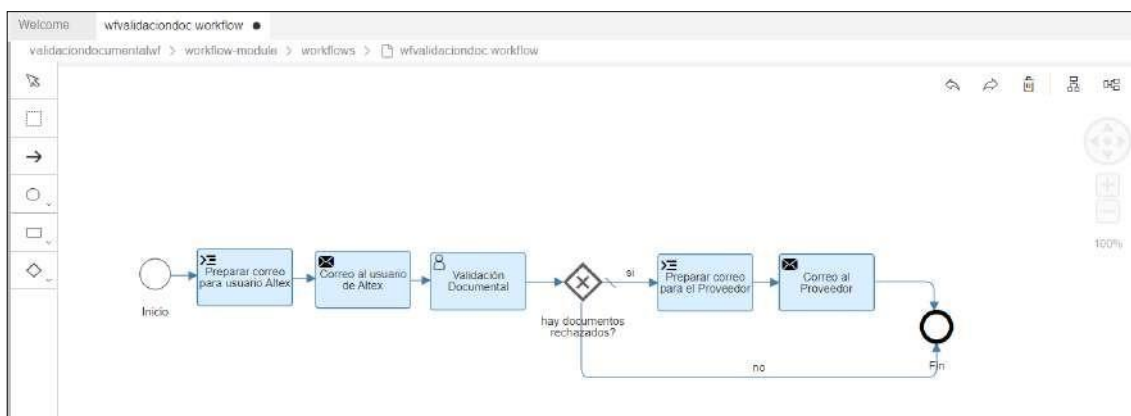 Welcome
wfvalidaciondoc workflow
validaciondocumentalwf > workflow-module > workflows > wfvalidaciondoc workflow
100%
Inicio
Preparar correo
para usuario Altex
Correo al usuario
de Altex
Validación
Documental
hay documentos
rechazados?
si
Preparar correo
para el Proveedor
Correo al
Proveedor
no
Fin